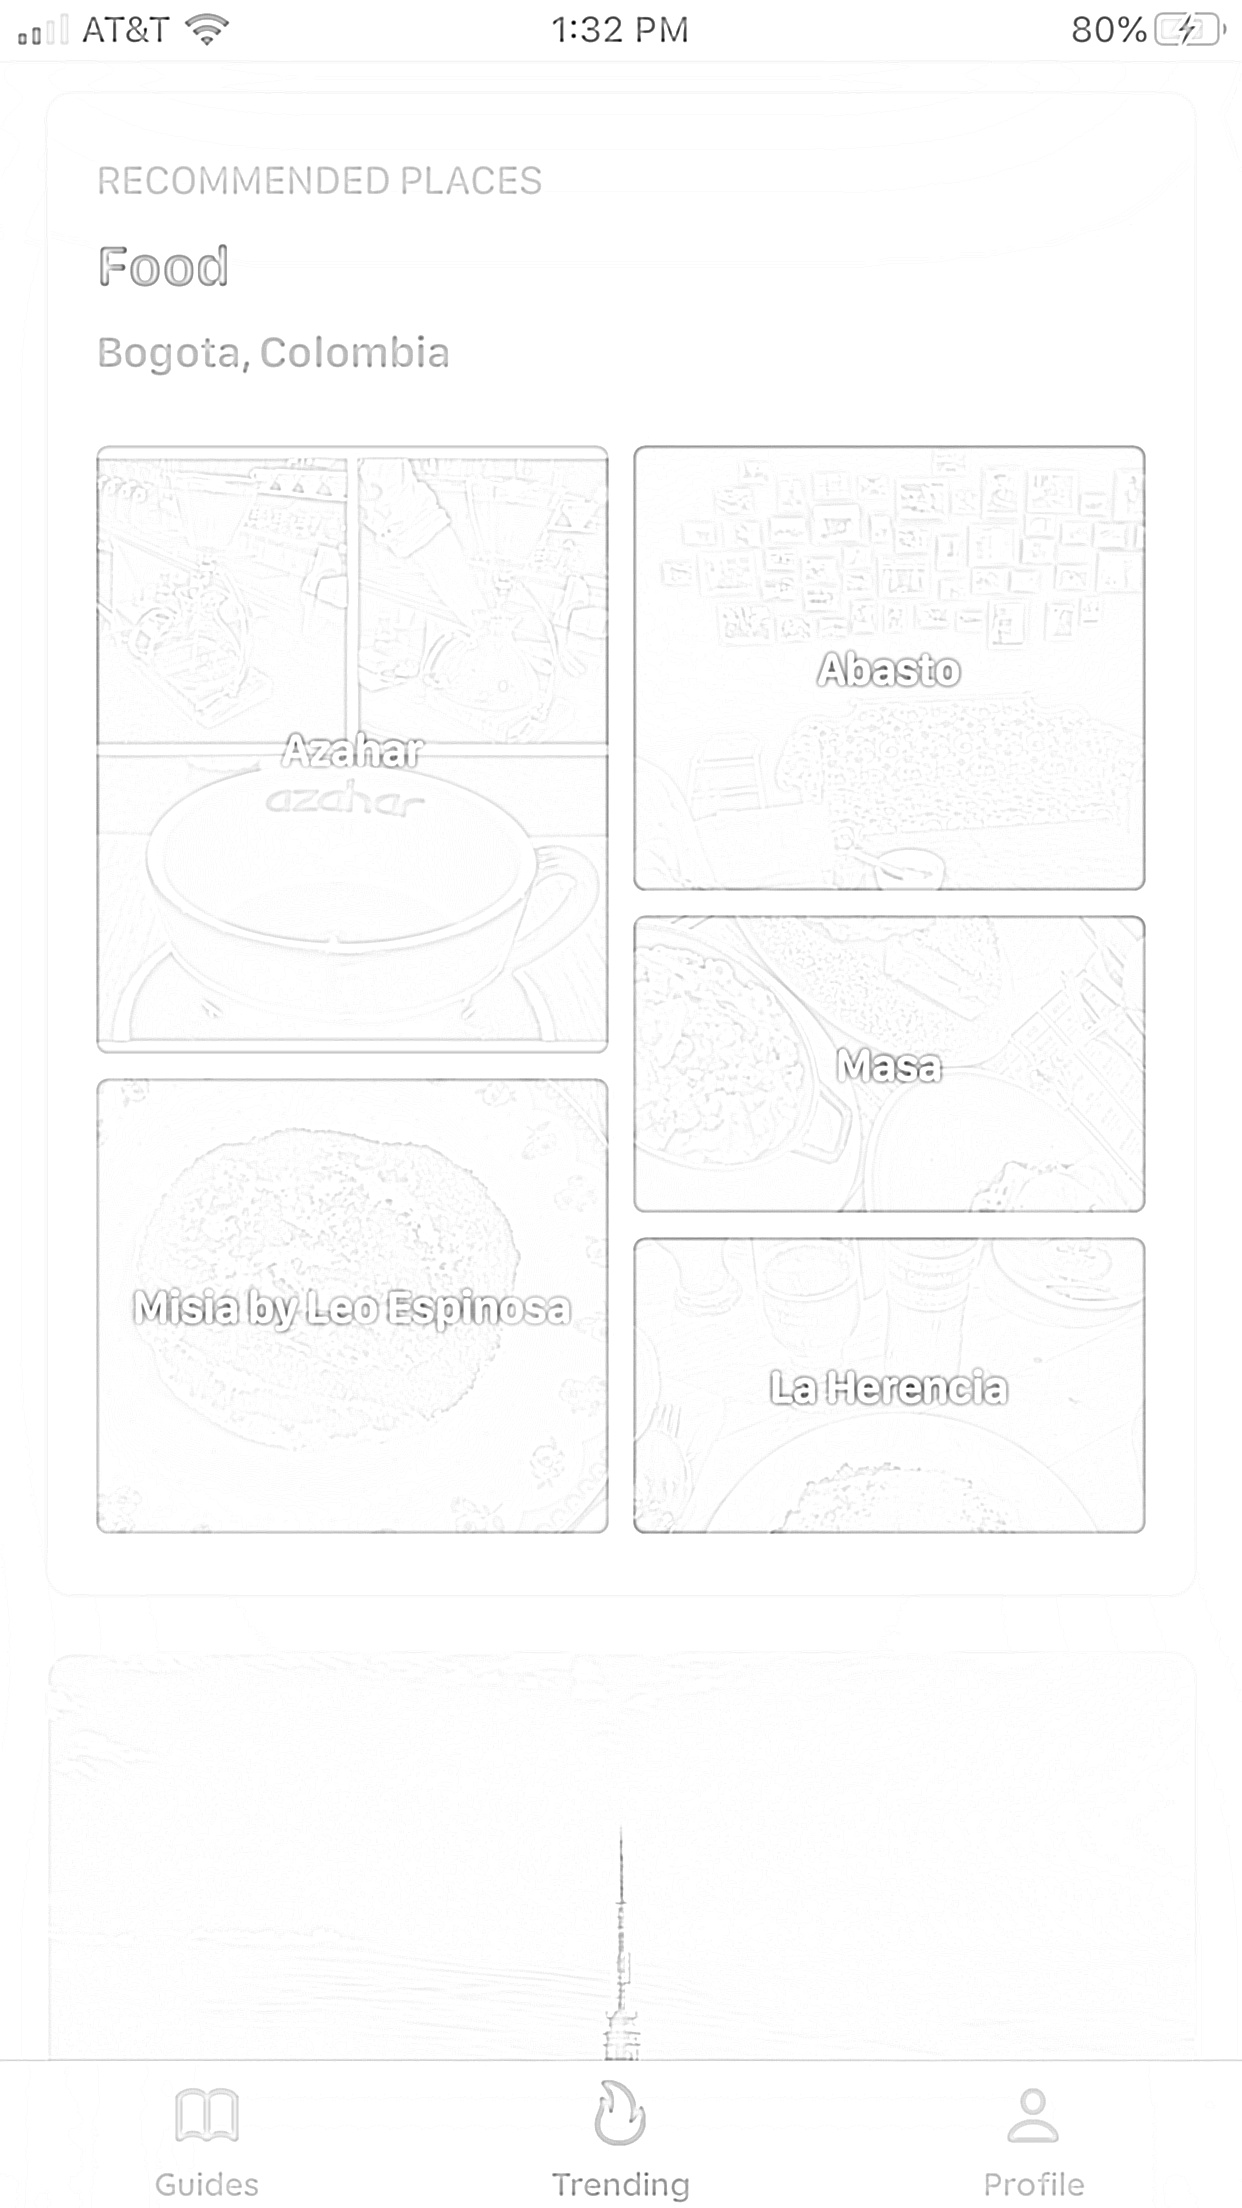 AT&T 1:32 PM 80%
RECOMMENDED PLACES
Food
Bogota, Colombia
Azahar
azahar
Abasto
Masa
Misia by Leo Espinosa
La Herencia
Guides Trending Profile